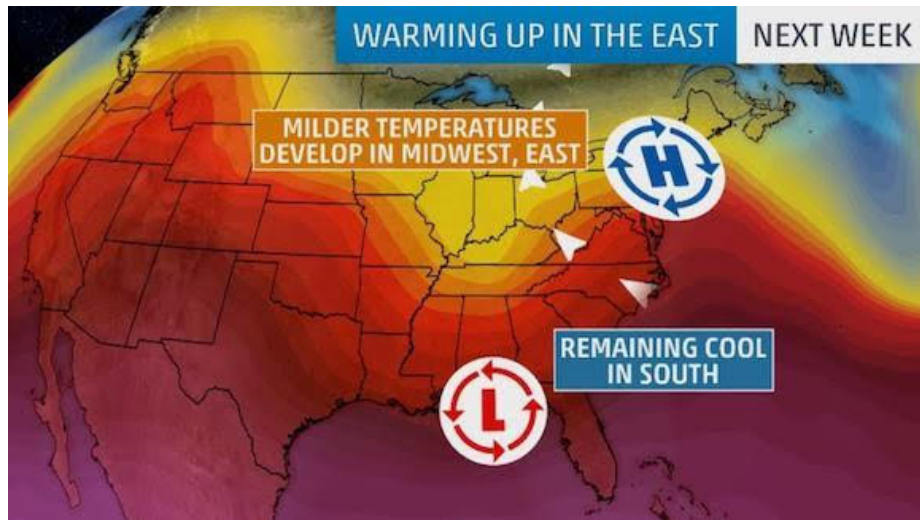 WARMING UP IN THE EAST
NEXT WEEK
MILDER TEMPERATURES
DEVELOP IN MIDWEST, EAST
H
REMAINING COOL
IN SOUTH
L